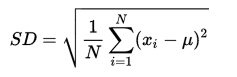 $SD = \sqrt{\frac{1}{N}\sum_{i=1}^{N}(x_i - \mu)^2}$